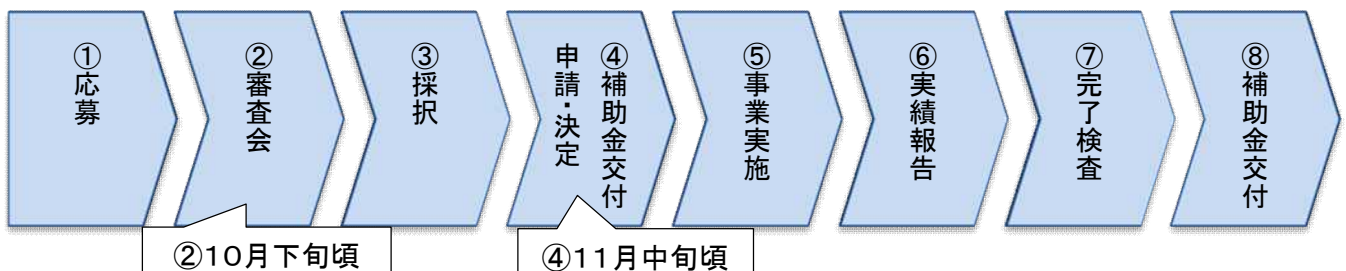 ①応募
②審査会
③採択
④補助金交付
申請・決定
⑤事業実施
⑥実績報告
⑦完了検査
⑧補助金交付
②10月下旬頃
④11月中旬頃